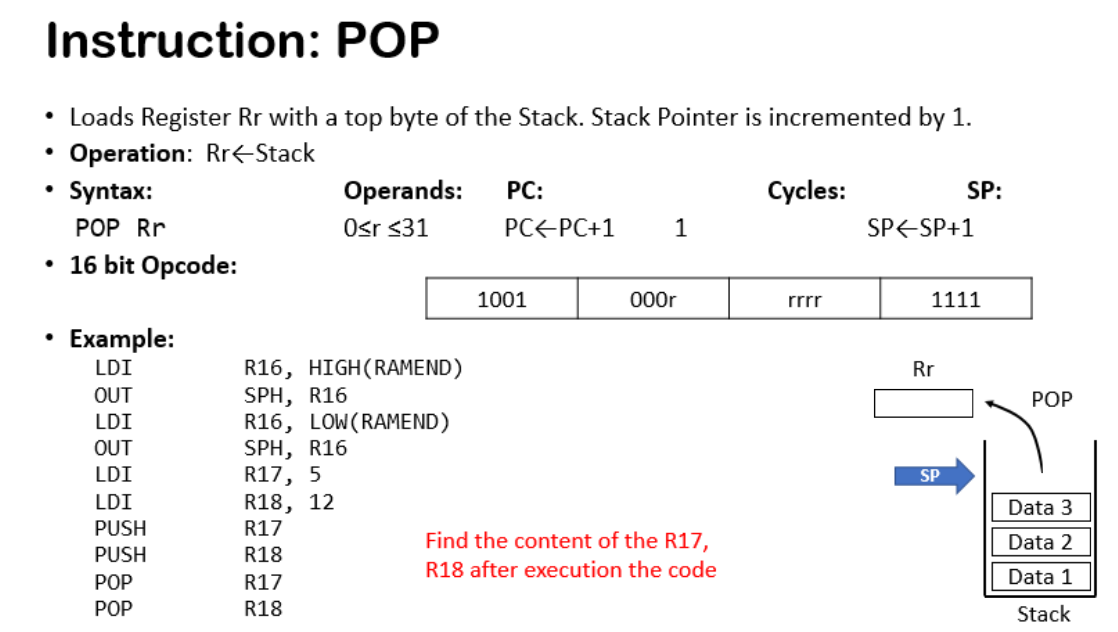 Instruction: POP
• Loads Register Rr with a top byte of the Stack. Stack Pointer is incremented by 1.
• Operation: Rr←Stack
• Syntax: Operands: PC: Cycles: SP:
POP Rr 0≤r ≤31 PC←PC+1 1 SP←SP+1
• 16 bit Opcode:
1001 000r rrrr 1111
• Example:
LDI R16, HIGH(RAMEND)
OUT SPH, R16
LDI R16, LOW(RAMEND)
OUT SPH, R16
LDI R17, 5
LDI R18, 12
PUSH R17
PUSH R18
POP R17
POP R18
Find the content of the R17,
R18 after execution the code
Rr
POP
SP
Data 3
Data 2
Data 1
Stack